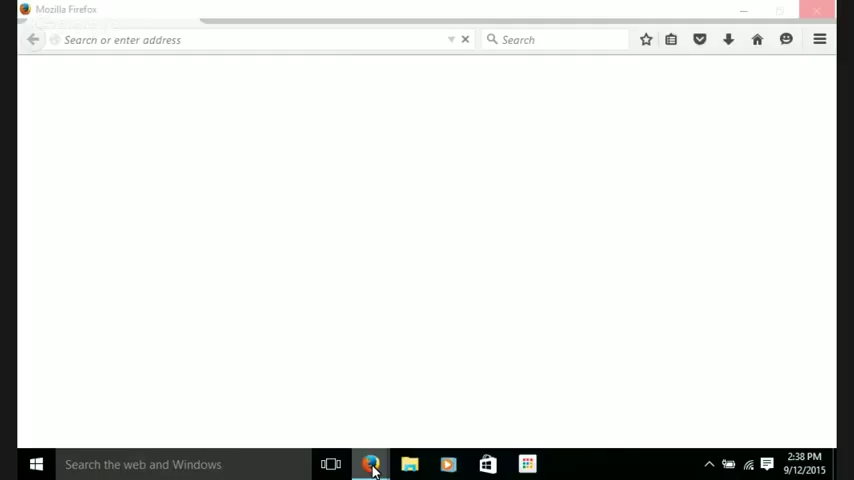 Mozilla Firefox
Search or enter address
Search
Search the web and Windows
2:38 PM
9/12/2015